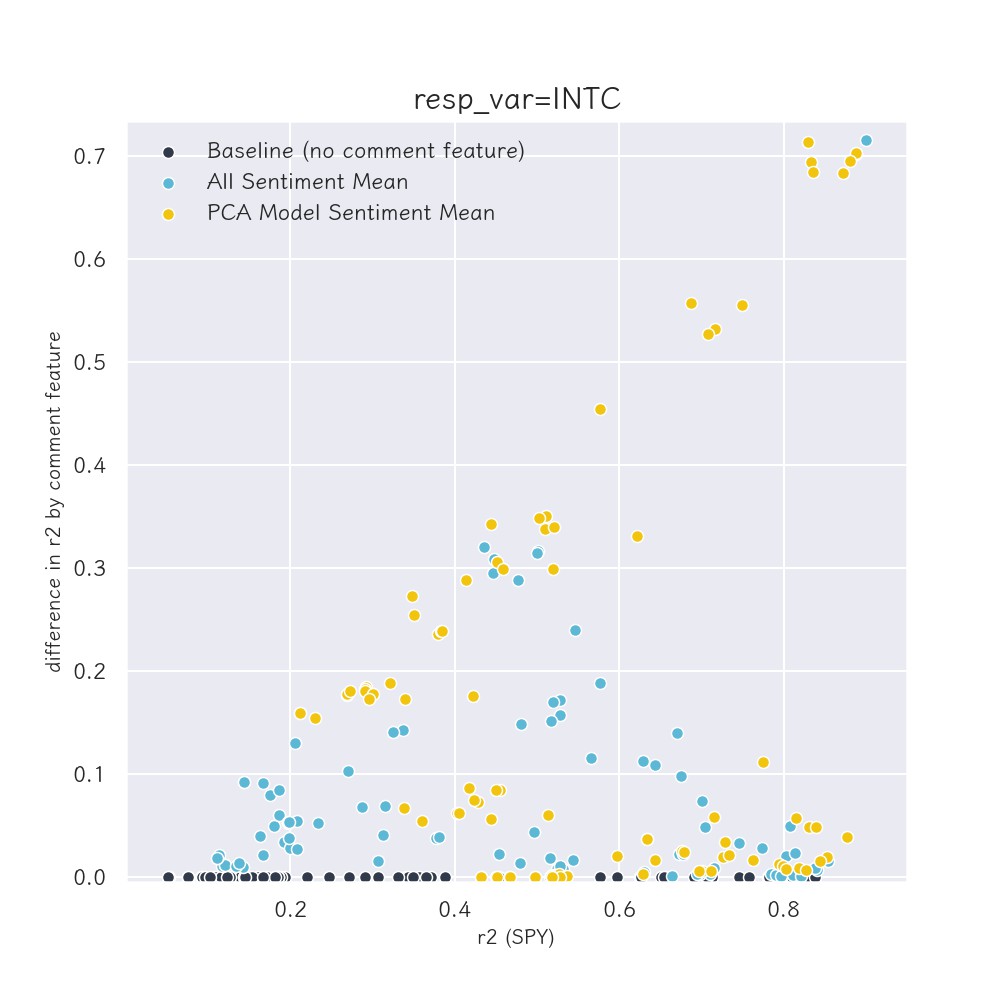 resp_var=INTC
Baseline (no comment feature)
All Sentiment Mean
PCA Model Sentiment Mean
difference in r2 by comment feature
0.7
0.6
0.5
0.4
0.3
0.2
0.1
0.0
0.2 0.4 0.6 0.8
r2 (SPY)